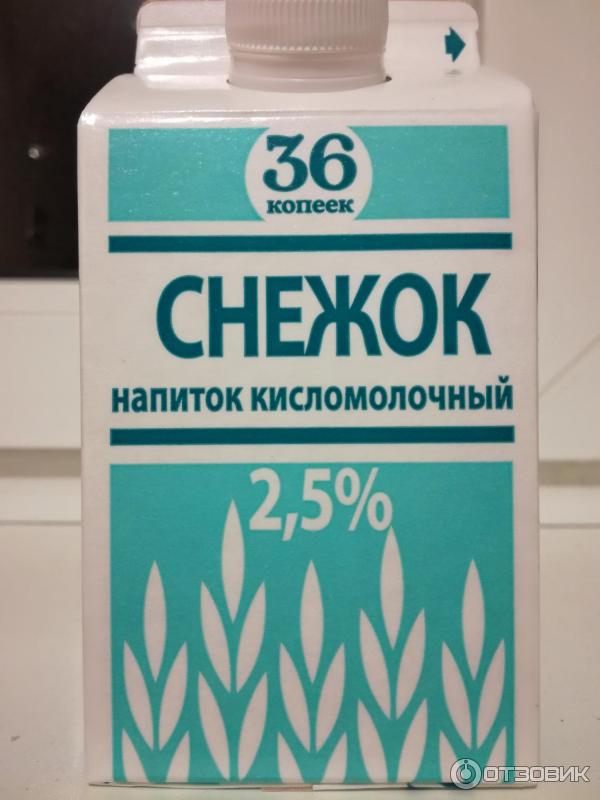 36
копеек
СНЕЖОК
напиток кисломолочный
2,5%
ОТЗОВИК